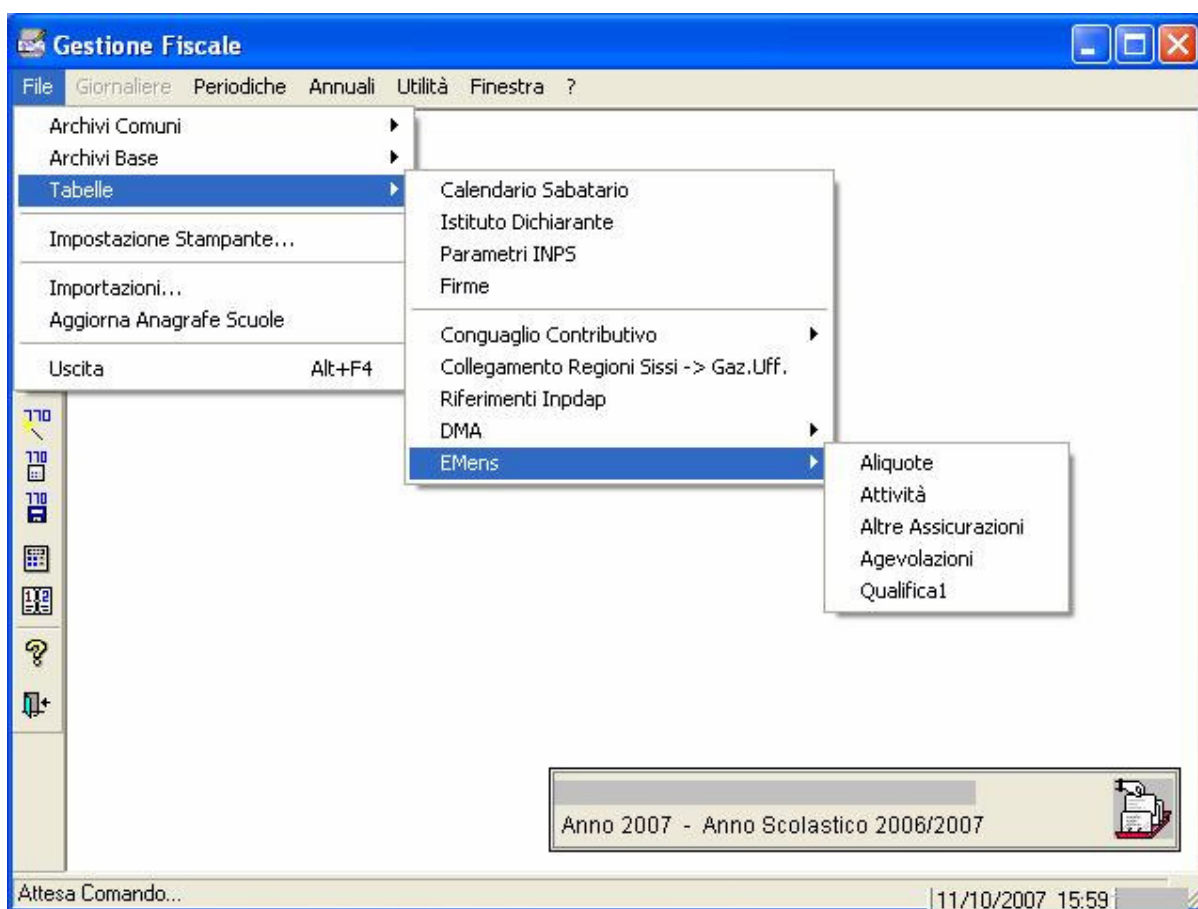 Gestione Fiscale
File Giornaliere Periodiche Annuali Utilità Finestra ?
Archivi Comuni
Archivi Base
Tabelle
Impostazione Stampante...
Importazioni...
Aggiorna Anagrafe Scuole
Uscita Alt+F4
Calendario Sabatario
Istituto Dichiarante
Parametri INPS
Firme
Conguaglio Contributivo
Collegamento Regioni Sissi -> Gaz.Uff.
Riferimenti Inpdap
DMA
EMens
Aliquote
Attività
Altre Assicurazioni
Agevolazioni
Qualifica1
770
770
770
Anno 2007 - Anno Scolastico 2006/2007
Attesa Comando...
11/10/2007 15:59